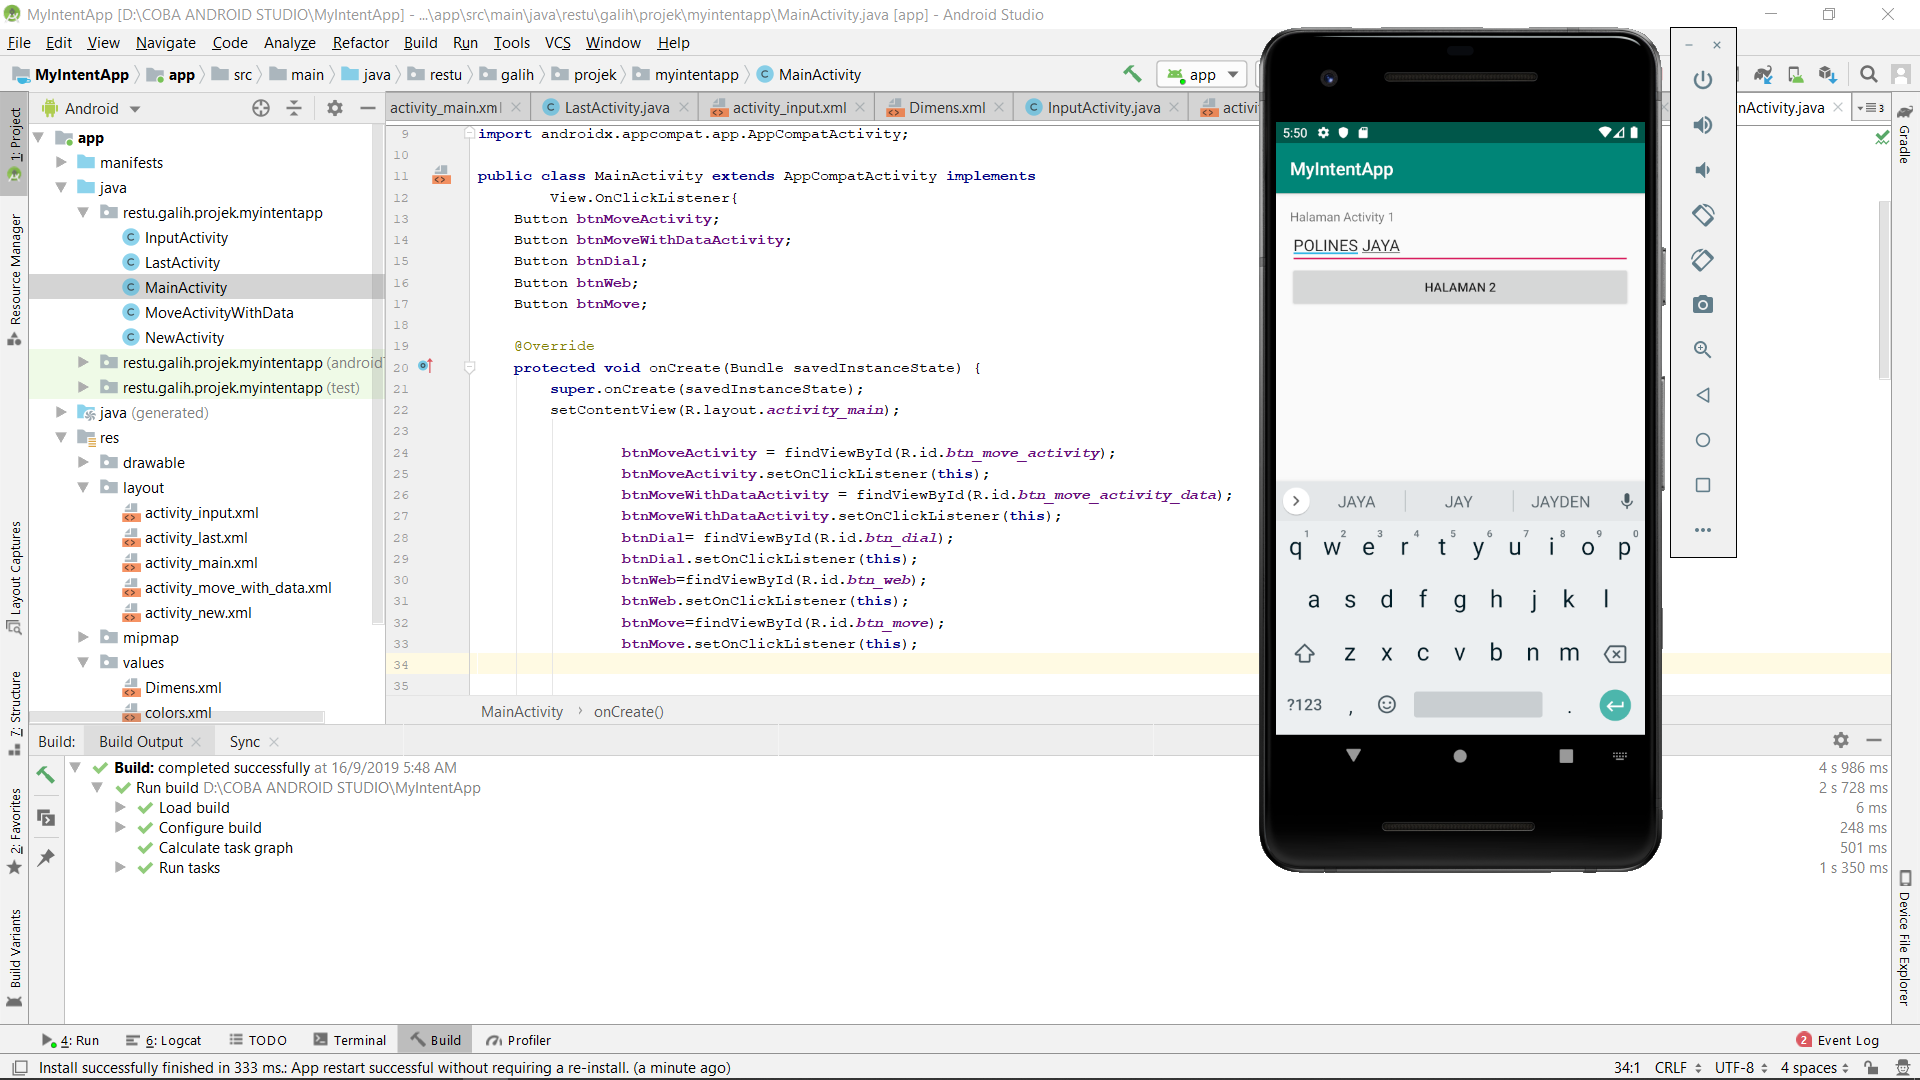 MyIntentApp [D:\COBA ANDROID STUDIO\MyIntentApp] - ...\app\src\main\java\restu\galih\projek\myintentapp\MainActivity.java [app] - Android Studio
File Edit View Navigate Code Analyze Refactor Build Run Tools VCS Window Help
MyIntentApp app src main java restu galih projek myintentapp MainActivity
app
Android
activity_main.xml LastActivity.java activity_input.xml Dimens.xml InputActivity.java activi nActivity.java 3
1: Project
Resource Manager
Layout Captures
7: Structure
2: Favorites
Build Variants
app
manifests
java
restu.galih.projek.myintentapp
InputActivity
LastActivity
MainActivity
MoveActivityWithData
NewActivity
restu.galih.projek.myintentapp (android
restu.galih.projek.myintentapp (test)
java (generated)
res
drawable
layout
activity_input.xml
activity_last.xml
activity_main.xml
activity_move_with_data.xml
activity_new.xml
mipmap
values
Dimens.xml
colors.xml
9 import androidx.appcompat.app.AppCompatActivity;
10
11 public class MainActivity extends AppCompatActivity implements
12 View.OnClickListener{
13 Button btnMoveActivity;
14 Button btnMoveWithDataActivity;
15 Button btnDial;
16 Button btnWeb;
17 Button btnMove;
18
19 @Override
20 protected void onCreate(Bundle savedInstanceState) {
21 super.onCreate(savedInstanceState);
22 setContentView(R.layout.activity_main);
23
24 btnMoveActivity = findViewById(R.id.btn_move_activity);
25 btnMoveActivity.setOnClickListener(this);
26 btnMoveWithDataActivity = findViewById(R.id.btn_move_activity_data);
27 btnMoveWithDataActivity.setOnClickListener(this);
28 btnDial= findViewById(R.id.btn_dial);
29 btnDial.setOnClickListener(this);
30 btnWeb=findViewById(R.id.btn_web);
31 btnWeb.setOnClickListener(this);
32 btnMove=findViewById(R.id.btn_move);
33 btnMove.setOnClickListener(this);
34
35
MainActivity › onCreate()
5:50
MyIntentApp
Halaman Activity 1
POLINES JAYA
HALAMAN 2
JAYA JAY JAYDEN
1 2 3 4 5 6 7 8 9 0
q w e r t y u i o p
a s d f g h j k l
z x c v b n m
?123 , .
Gradle
Device File Explorer
Build: Build Output Sync
Build: completed successfully at 16/9/2019 5:48 AM 4 s 986 ms
Run build D:\COBA ANDROID STUDIO\MyIntentApp 2 s 728 ms
Load build 6 ms
Configure build 248 ms
Calculate task graph 501 ms
Run tasks 1 s 350 ms
4: Run 6: Logcat TODO Terminal Build Profiler 2 Event Log
Install successfully finished in 333 ms.: App restart successful without requiring a re-install. (a minute ago) 34:1 CRLF UTF-8 4 spaces